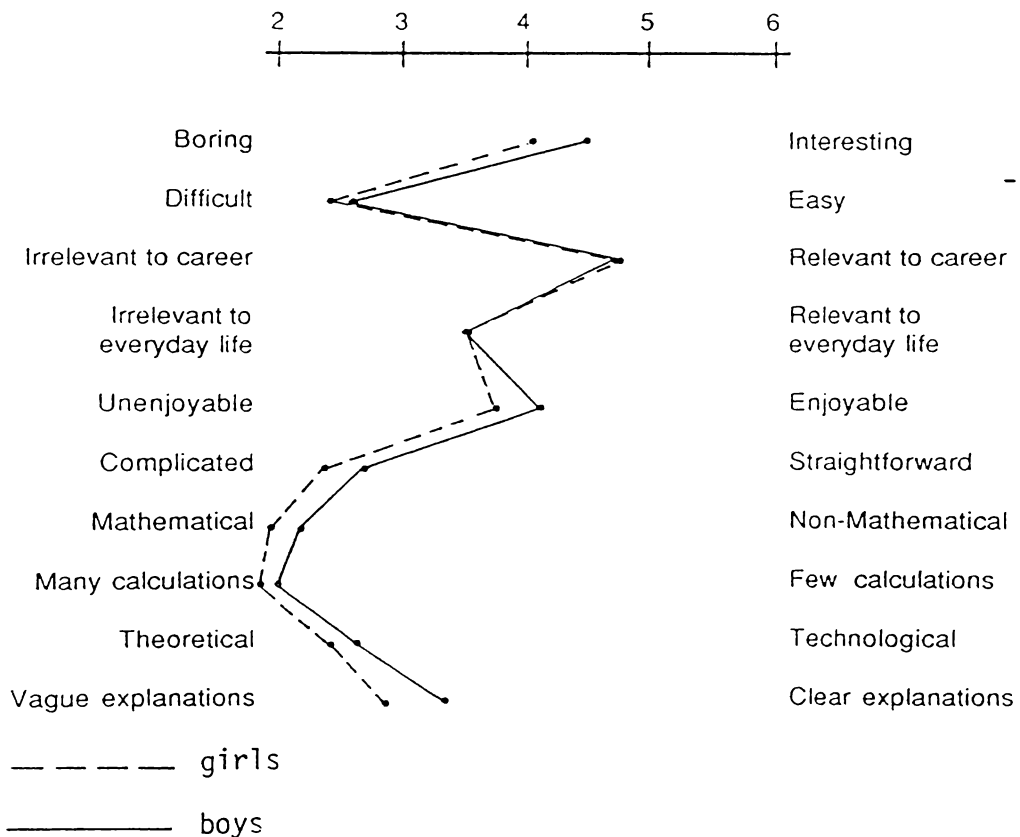 2 3 4 5 6
Boring Interesting
Difficult Easy
Irrelevant to career Relevant to career
Irrelevant to Relevant to
everyday life everyday life
Unenjoyable Enjoyable
Complicated Straightforward
Mathematical Non-Mathematical
Many calculations Few calculations
Theoretical Technological
Vague explanations Clear explanations
girls
boys